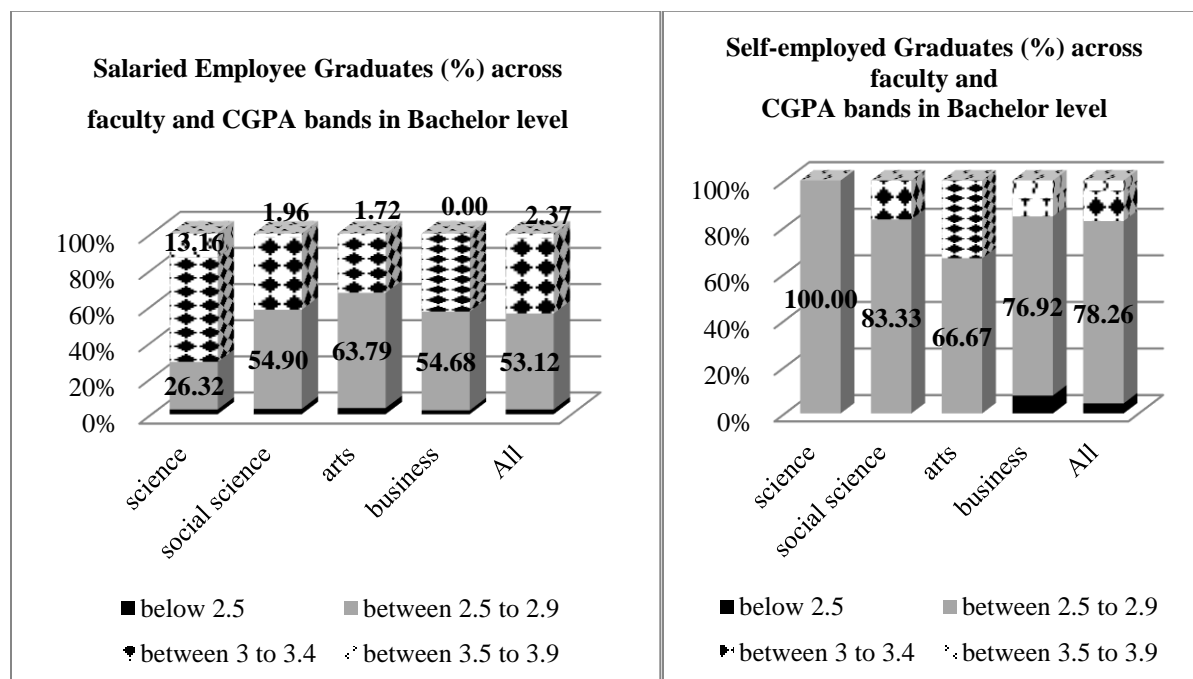 Salaried Employee Graduates (%) across
faculty and CGPA bands in Bachelor level
1.96 1.72 0.00 2.37
100% 13.16
80%
60%
40% 54.90 63.79 54.68 53.12
20% 26.32
0%
science
social science
arts
business
All
below 2.5 between 2.5 to 2.9
between 3 to 3.4 between 3.5 to 3.9
Self-employed Graduates (%) across
faculty and
CGPA bands in Bachelor level
100%
80%
60% 100.00 83.33 66.67 76.92 78.26
40%
20%
0%
science
social science
arts
business
All
below 2.5 between 2.5 to 2.9
between 3 to 3.4 between 3.5 to 3.9